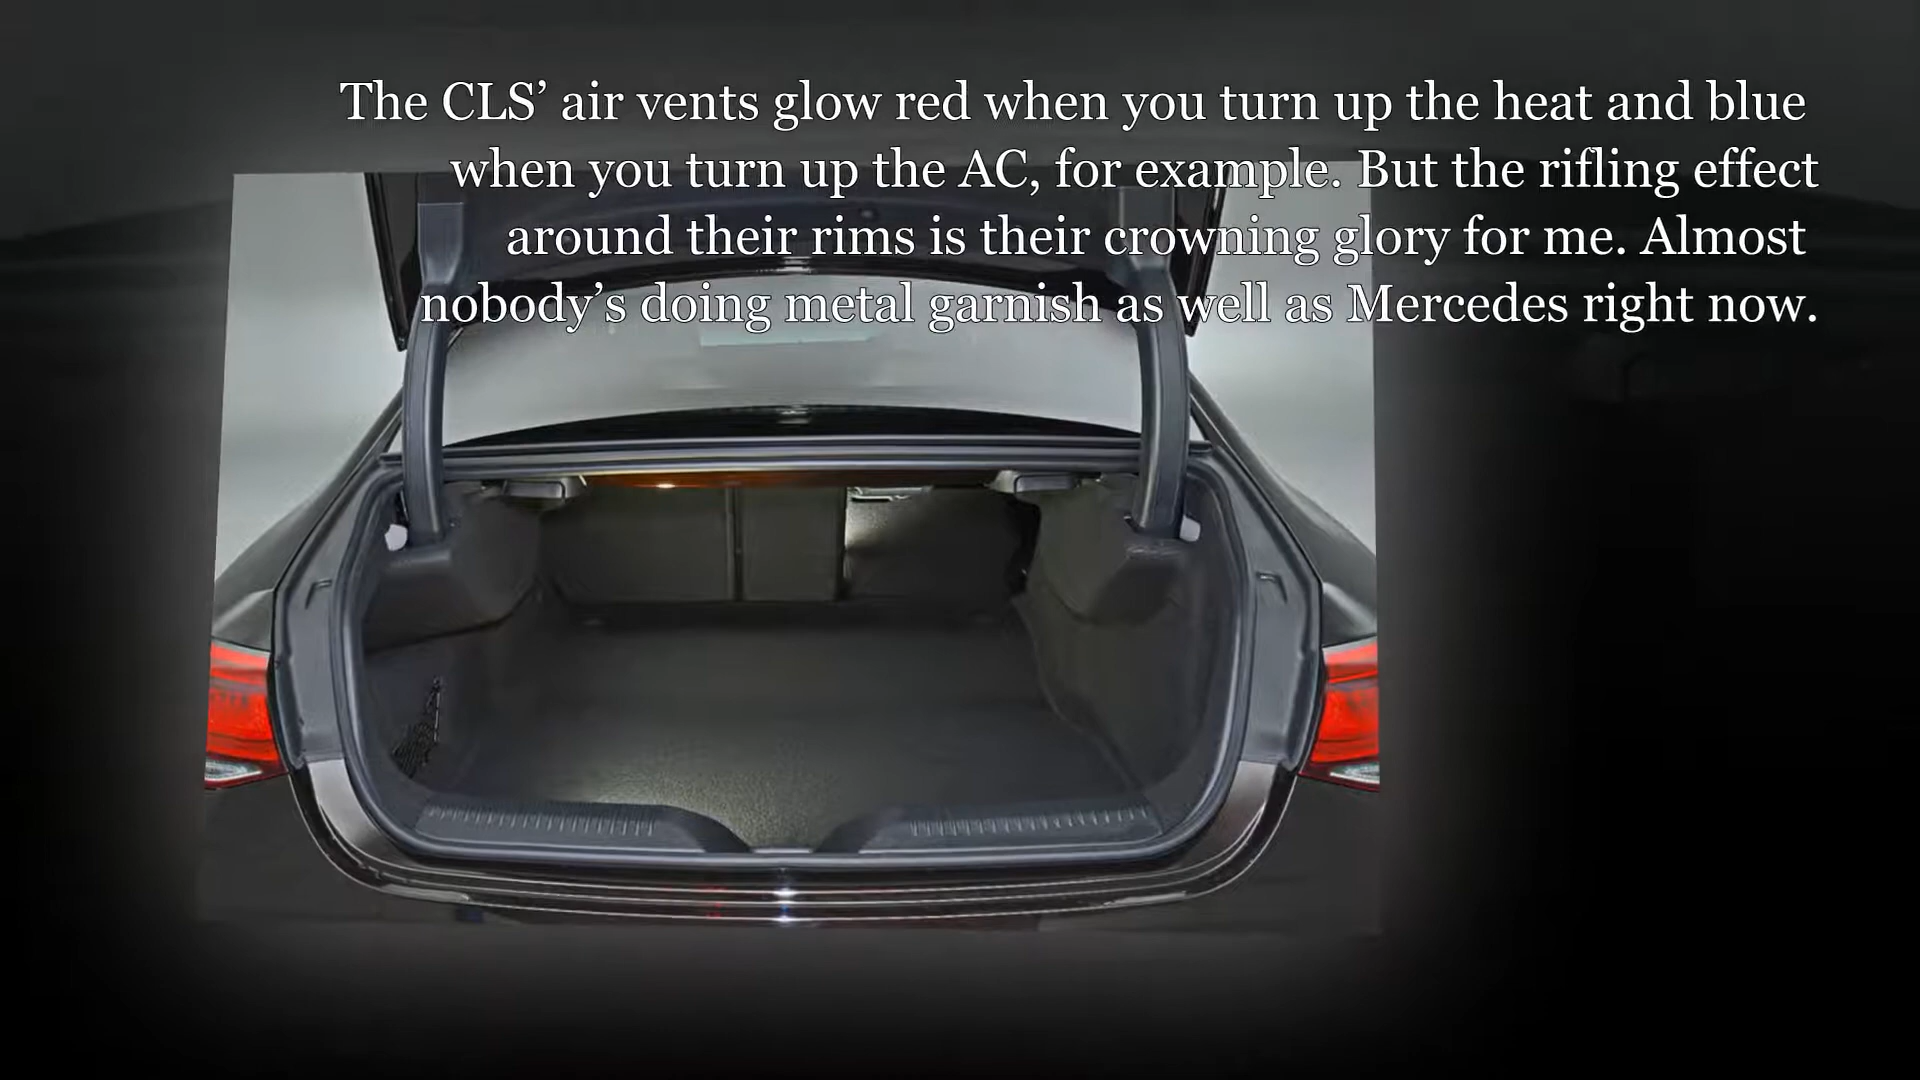 The CLS’ air vents glow red when you turn up the heat and blue
when you turn up the AC, for example. But the rifling effect
around their rims is their crowning glory for me. Almost
nobody’s doing metal garnish as well as Mercedes right now.